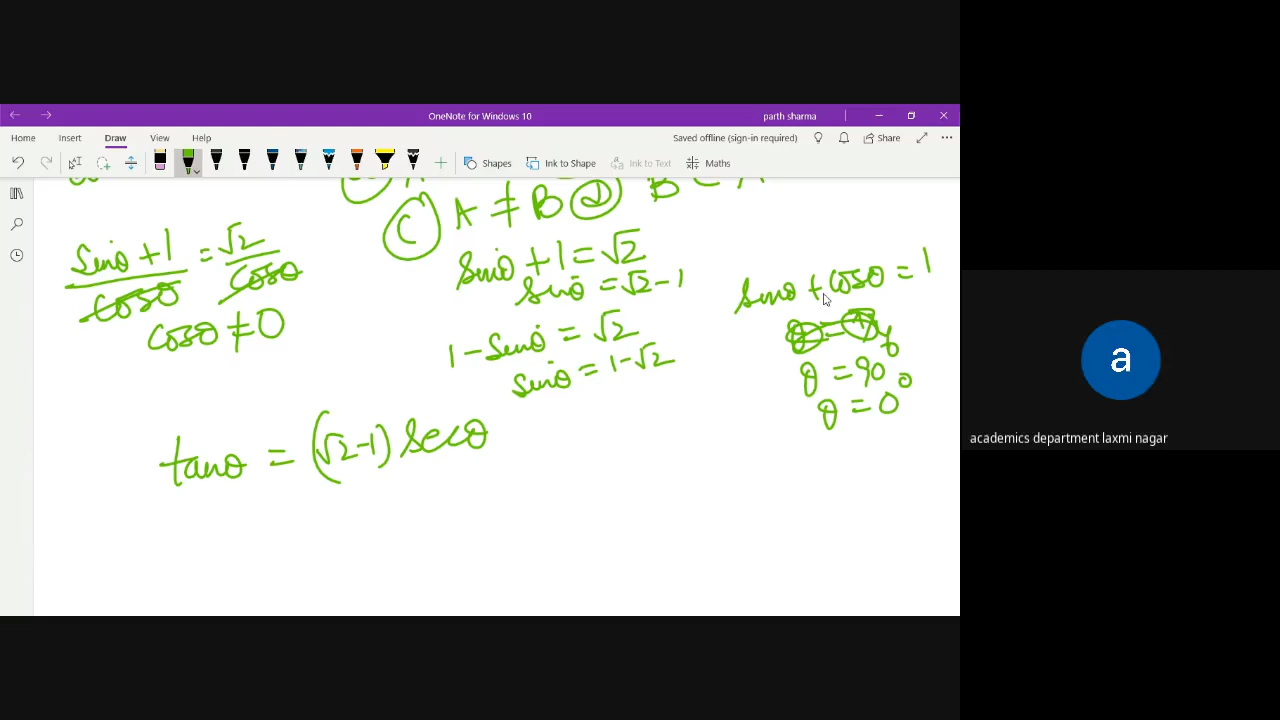 OneNote for Windows 10
parth sharma
Home Insert Draw View Help
Saved offline (sign-in required)
Share
Shapes
Ink to Shape
Ink to Text
Maths
C A ≠ B D B ⊂ A
sinθ + 1 / cosθ = √2 / cosθ
cosθ ≠ 0
sinθ + 1 = √2
sinθ = √2 - 1
1 - sinθ = √2
sinθ = 1 - √2
sinθ + cosθ = 1
θ = 90°
θ = 0
tanθ = (√2-1) secθ
a
academics department laxmi nagar